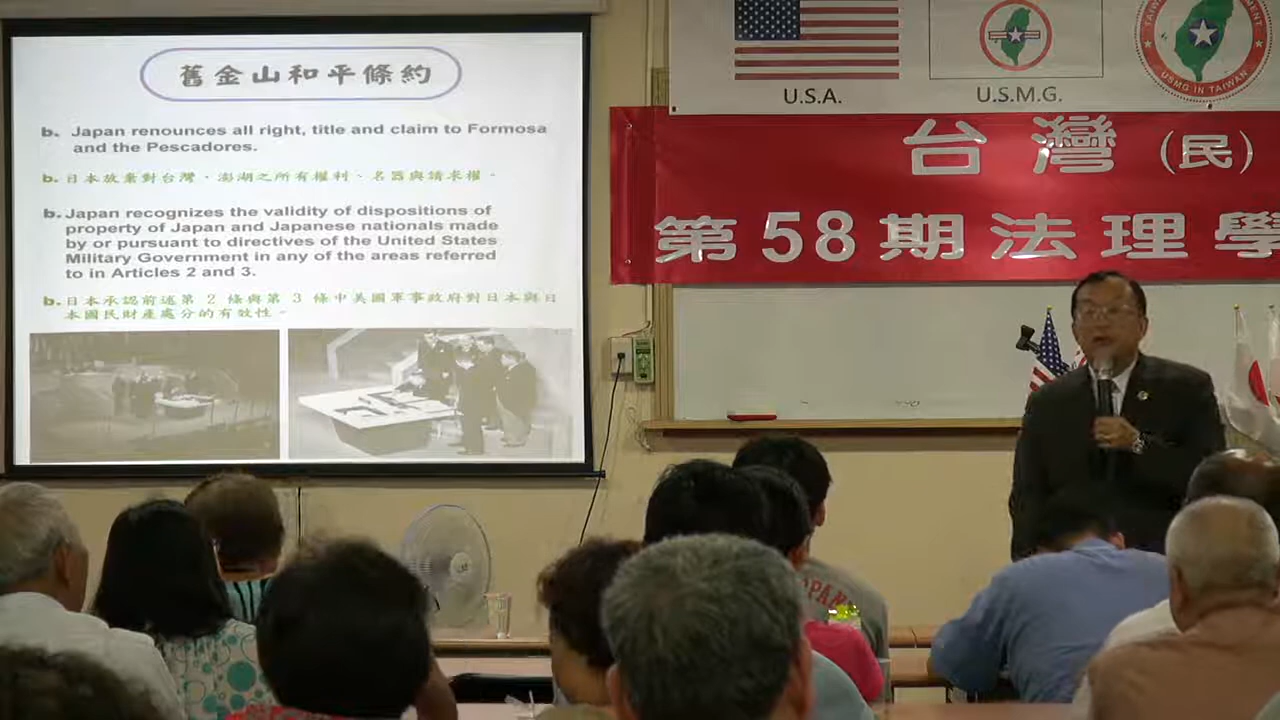 舊金山和平條約
b. Japan renounces all right, title and claim to Formosa
and the Pescadores.
b. 日本放棄對台灣、澎湖之所有權利、名器與請求權。
b. Japan recognizes the validity of dispositions of
property of Japan and Japanese nationals made
by or pursuant to directives of the United States
Military Government in any of the areas referred
to in Articles 2 and 3.
b. 日本承認前述第 2 條與第 3 條中美國軍事政府對日本與日
本國民財產處分的有效性。
U.S.A.
U.S.M.G.
USMG IN TAIWAN
台灣(民)
第58期法理學